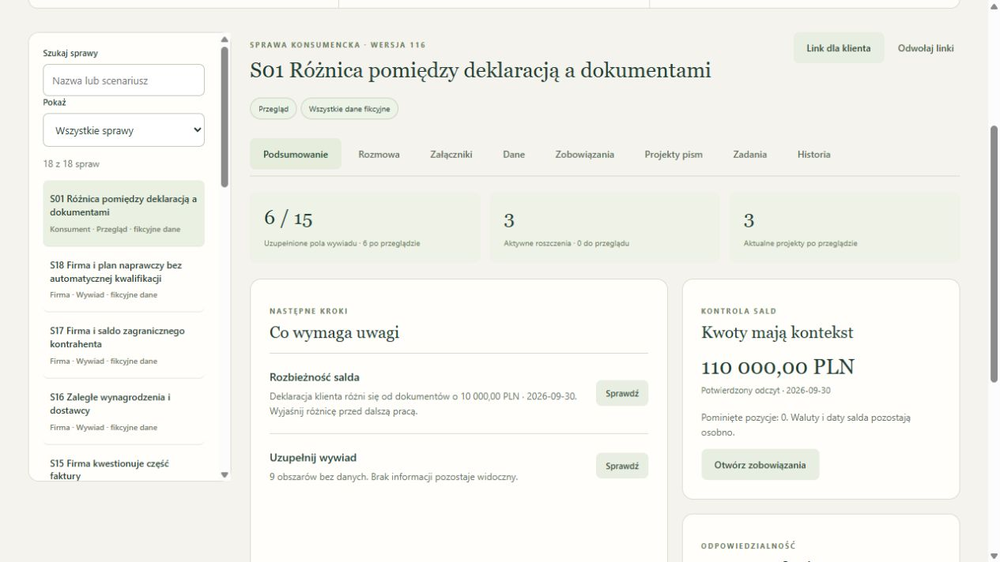 Szukaj sprawy
Nazwa lub scenariusz
Pokaż
Wszystkie sprawy
18 z 18 spraw
S01 Różnica pomiędzy deklaracją a
dokumentami
Konsument · Przegląd · fikcyjne dane
S18 Firma i plan naprawczy bez
automatycznej kwalifikacji
Firma · Wywiad · fikcyjne dane
S17 Firma i saldo zagranicznego
kontrahenta
Firma · Wywiad · fikcyjne dane
S16 Zaległe wynagrodzenia i
dostawcy
Firma · Wywiad · fikcyjne dane
S15 Firma kwestionuje część
faktury
SPRAWA KONSUMENCKA · WERSJA 116
S01 Różnica pomiędzy deklaracją a dokumentami
Link dla klienta
Odwołaj linki
Przegląd
Wszystkie dane fikcyjne
Podsumowanie
Rozmowa
Załączniki
Dane
Zobowiązania
Projekty pism
Zadania
Historia
6 / 15
Uzupełnione pola wywiadu · 6 po przeglądzie
3
Aktywne roszczenia · 0 do przeglądu
3
Aktualne projekty po przeglądzie
NASTĘPNE KROKI
Co wymaga uwagi
Rozbieżność salda
Deklaracja klienta różni się od dokumentów o 10 000,00 PLN · 2026-09-30.
Wyjaśnij różnicę przed dalszą pracą.
Sprawdź
Uzupełnij wywiad
9 obszarów bez danych. Brak informacji pozostaje widoczny.
Sprawdź
KONTROLA SALD
Kwoty mają kontekst
110 000,00 PLN
Potwierdzony odczyt · 2026-09-30
Pominięte pozycje: 0. Waluty i daty salda pozostają
osobno.
Otwórz zobowiązania
ODPOWIEDZIALNOŚĆ